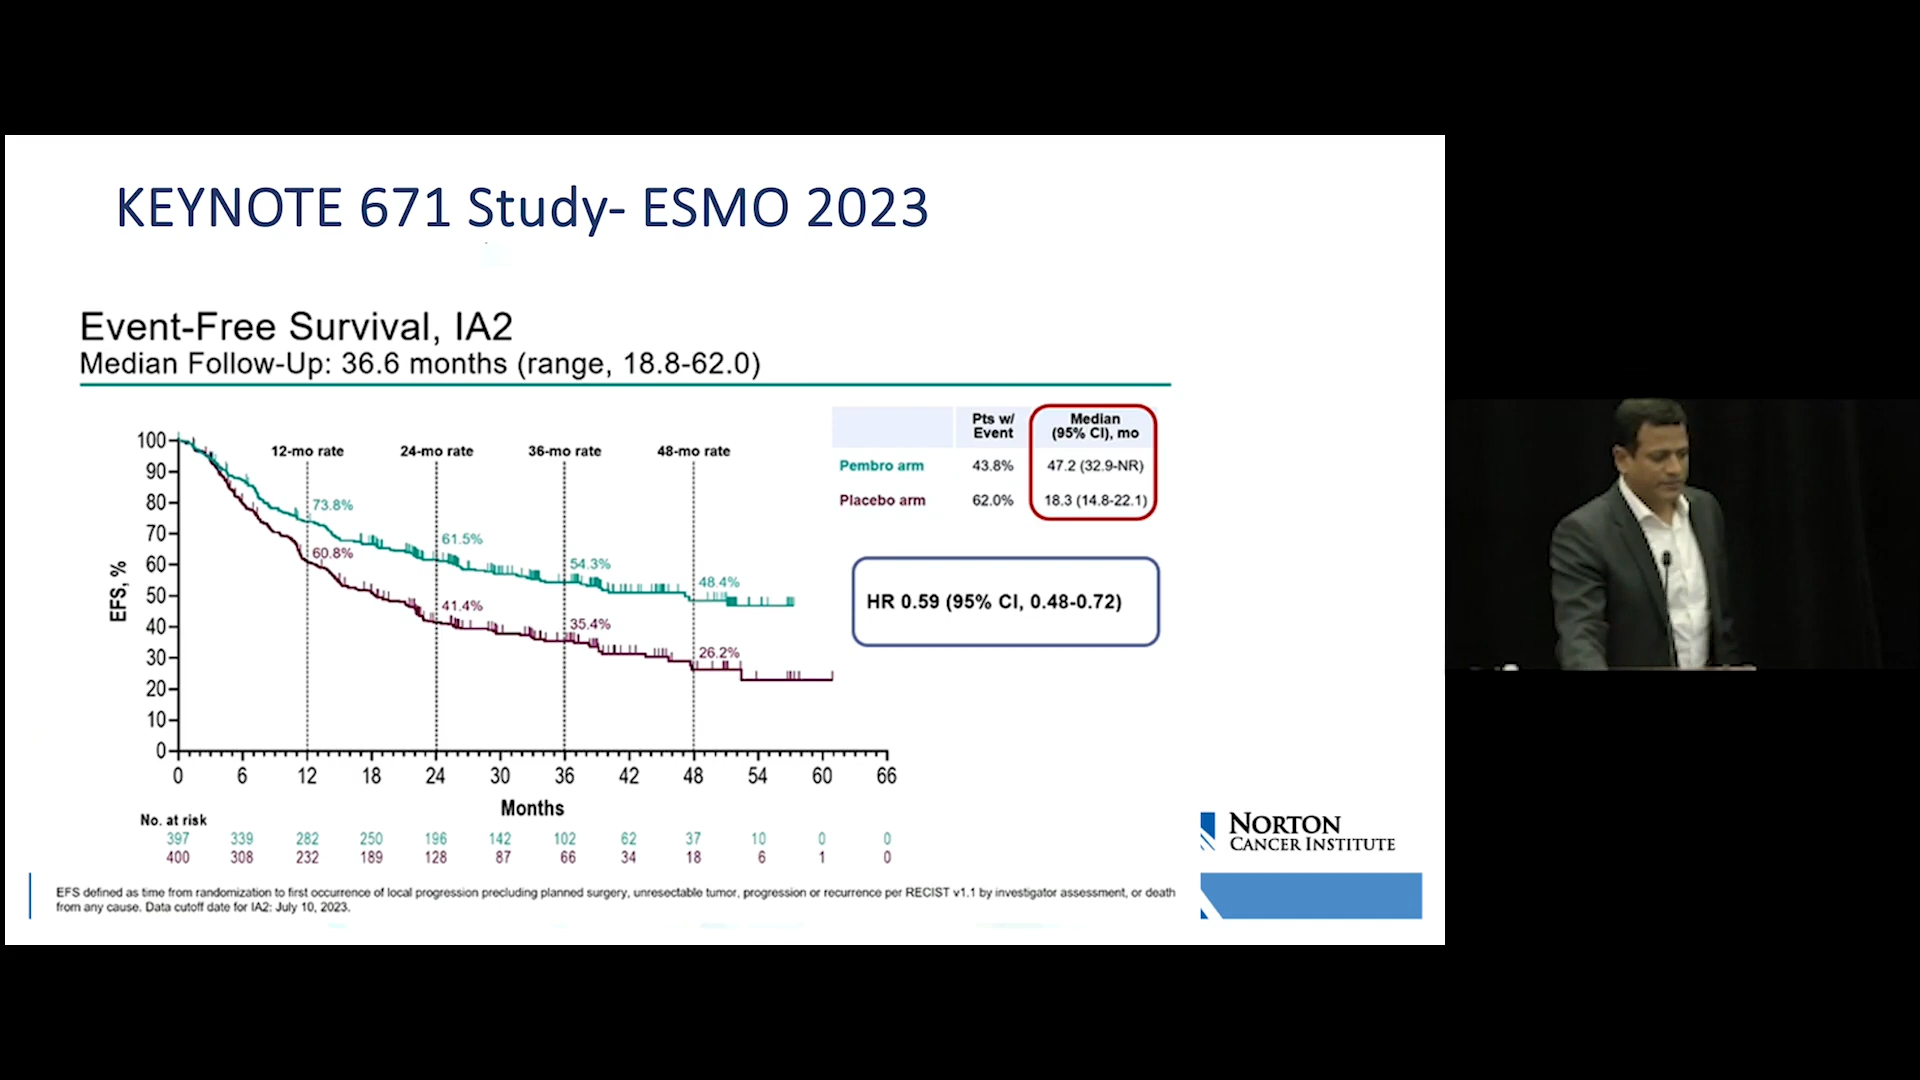 KEYNOTE 671 Study- ESMO 2023
Event-Free Survival, IA2
Median Follow-Up: 36.6 months (range, 18.8-62.0)
Pts w/ Event
Median (95% CI), mo
Pembro arm 43.8% 47.2 (32.9-NR)
Placebo arm 62.0% 18.3 (14.8-22.1)
HR 0.59 (95% CI, 0.48-0.72)
12-mo rate 24-mo rate 36-mo rate 48-mo rate
73.8% 61.5% 54.3% 48.4%
60.8% 41.4% 35.4% 26.2%
EFS, %
100
90
80
70
60
50
40
30
20
10
0
0 6 12 18 24 30 36 42 48 54 60 66
Months
No. at risk
397 339 282 250 196 142 102 62 37 10 0 0
400 308 232 189 128 87 66 34 18 6 1 0
EFS defined as time from randomization to first occurrence of local progression precluding planned surgery, unresectable tumor, progression or recurrence per RECIST v1.1 by investigator assessment, or death
from any cause. Data cutoff date for IA2: July 10, 2023.
NORTON
CANCER INSTITUTE